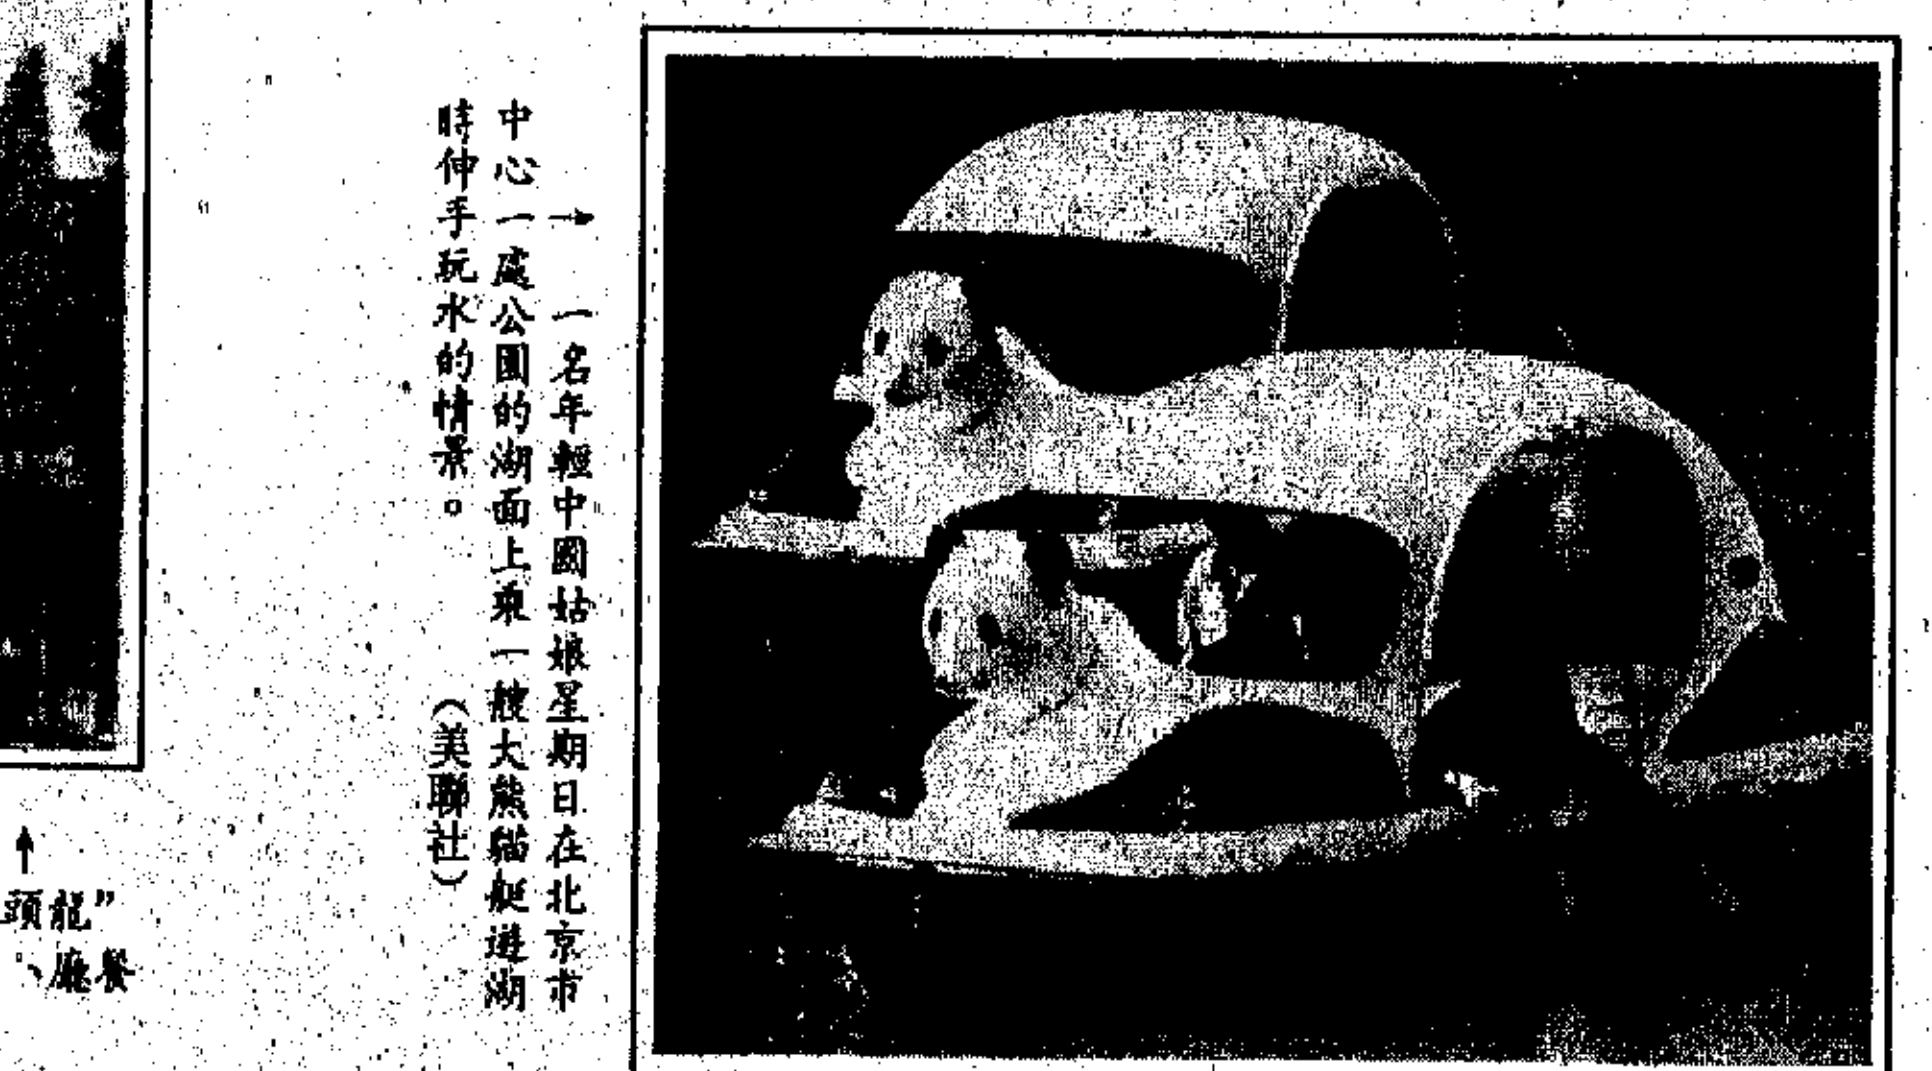 → 一名年輕中國姑娘星期日在北京市
中心一處公園的湖面上乘一艘大熊貓艇遊湖
時伸手玩水的情景。 (美聯社)
↑
龍”
頭
餐
廳